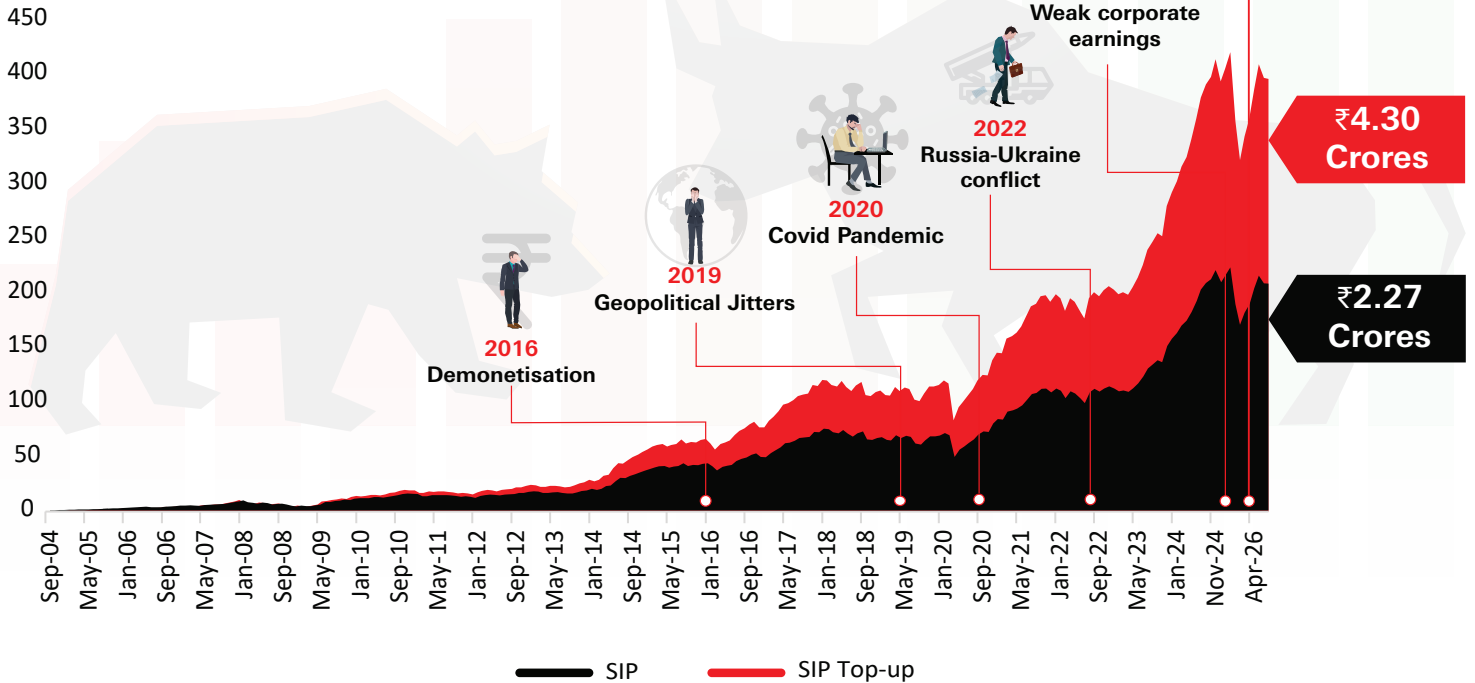 450
400
350
300
250
200
150
100
50
0
Weak corporate
earnings
2022
Russia-Ukraine
conflict
2020
Covid Pandemic
2019
Geopolitical Jitters
2016
Demonetisation
₹4.30
Crores
₹2.27
Crores
Sep-04
May-05
Jan-06
Sep-06
May-07
Jan-08
Sep-08
May-09
Jan-10
Sep-10
May-11
Jan-12
Sep-12
May-13
Jan-14
Sep-14
May-15
Jan-16
Sep-16
May-17
Jan-18
Sep-18
May-19
Jan-20
Sep-20
May-21
Jan-22
Sep-22
May-23
Jan-24
Nov-24
Apr-26
SIP
SIP Top-up